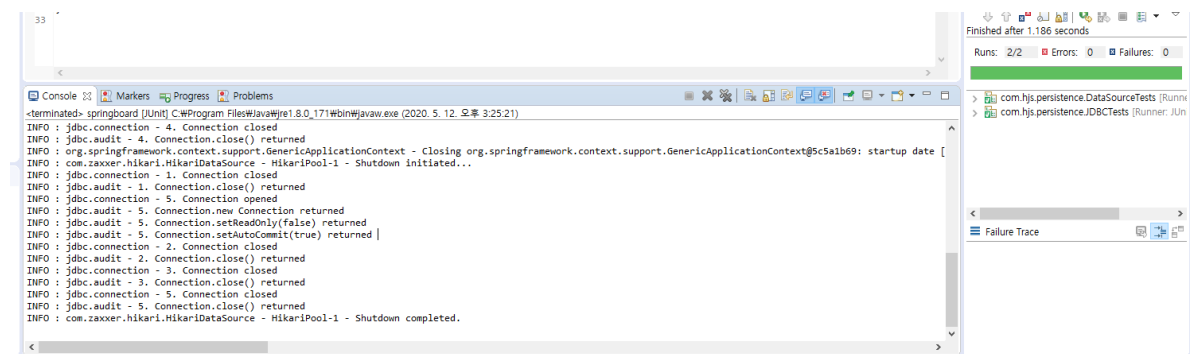 33
Console Markers Progress Problems
<terminated> springboard [JUnit] C:₩Program Files₩Java₩jre1.8.0_171₩bin₩javaw.exe (2020. 5. 12. 오후 3:25:21)
INFO : jdbc.connection - 4. Connection closed
INFO : jdbc.audit - 4. Connection.close() returned
INFO : org.springframework.context.support.GenericApplicationContext - Closing org.springframework.context.support.GenericApplicationContext@5c5a1b69: startup date [
INFO : com.zaxxer.hikari.HikariDataSource - HikariPool-1 - Shutdown initiated...
INFO : jdbc.connection - 1. Connection closed
INFO : jdbc.audit - 1. Connection.close() returned
INFO : jdbc.connection - 5. Connection opened
INFO : jdbc.audit - 5. Connection.new Connection returned
INFO : jdbc.audit - 5. Connection.setReadOnly(false) returned
INFO : jdbc.audit - 5. Connection.setAutoCommit(true) returned
INFO : jdbc.connection - 2. Connection closed
INFO : jdbc.audit - 2. Connection.close() returned
INFO : jdbc.connection - 3. Connection closed
INFO : jdbc.audit - 3. Connection.close() returned
INFO : jdbc.connection - 5. Connection closed
INFO : jdbc.audit - 5. Connection.close() returned
INFO : com.zaxxer.hikari.HikariDataSource - HikariPool-1 - Shutdown completed.
Finished after 1.186 seconds
Runs: 2/2 Errors: 0 Failures: 0
com.hjs.persistence.DataSourceTests [Runne
com.hjs.persistence.JDBCTests [Runner: JUn
Failure Trace